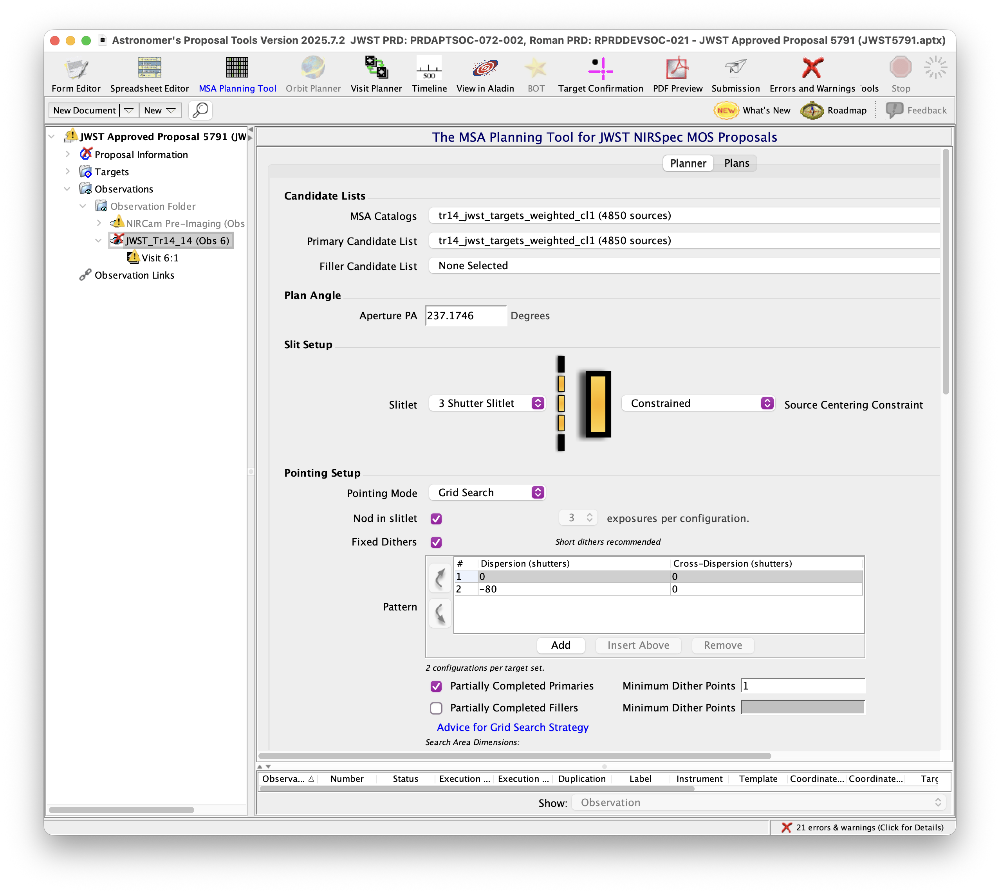 Astronomer's Proposal Tools Version 2025.7.2  JWST PRD: PRDAPTSOC-072-002, Roman PRD: RPRDDEVSOC-021 - JWST Approved Proposal 5791 (JWST5791.aptx)
500
Form Editor Spreadsheet Editor MSA Planning Tool Orbit Planner Visit Planner Timeline View in Aladin BOT Target Confirmation PDF Preview Submission Errors and Warnings ools Stop
New Document New NEW What's New Roadmap Feedback
JWST Approved Proposal 5791 (JW
Proposal Information
Targets
Observations
Observation Folder
NIRCam Pre-Imaging (Obs
JWST_Tr14_14 (Obs 6)
Visit 6:1
Observation Links
The MSA Planning Tool for JWST NIRSpec MOS Proposals
Planner Plans
Candidate Lists
MSA Catalogs tr14_jwst_targets_weighted_cl1 (4850 sources)
Primary Candidate List tr14_jwst_targets_weighted_cl1 (4850 sources)
Filler Candidate List None Selected
Plan Angle
Aperture PA 237.1746 Degrees
Slit Setup
Slitlet 3 Shutter Slitlet Constrained Source Centering Constraint
Pointing Setup
Pointing Mode Grid Search
Nod in slitlet 3 exposures per configuration.
Fixed Dithers Short dithers recommended
# Dispersion (shutters) Cross-Dispersion (shutters)
1 0 0
2 -80 0
Pattern
Add Insert Above Remove
2 configurations per target set.
Partially Completed Primaries Minimum Dither Points 1
Partially Completed Fillers Minimum Dither Points
Advice for Grid Search Strategy
Search Area Dimensions:
Observa... Number Status Execution ... Execution ... Duplication Label Instrument Template Coordinate... Coordinate... Targ
Show: Observation
21 errors & warnings (Click for Details)